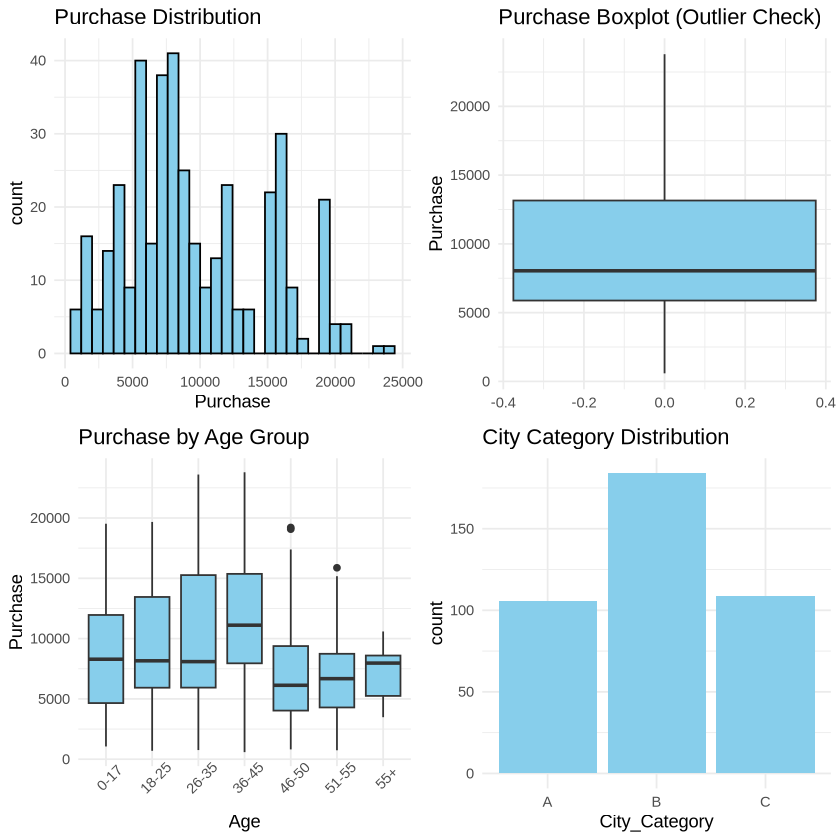 Purchase Distribution
40
30
20
10
0
count
0 5000 10000 15000 20000 25000
Purchase
Purchase Boxplot (Outlier Check)
20000
15000
10000
5000
0
Purchase
-0.4 -0.2 0.0 0.2 0.4
Purchase by Age Group
20000
15000
10000
5000
0
Purchase
0-17 18-25 26-35 36-45 46-50 51-55 55+
Age
City Category Distribution
150
100
50
0
count
A B C
City_Category